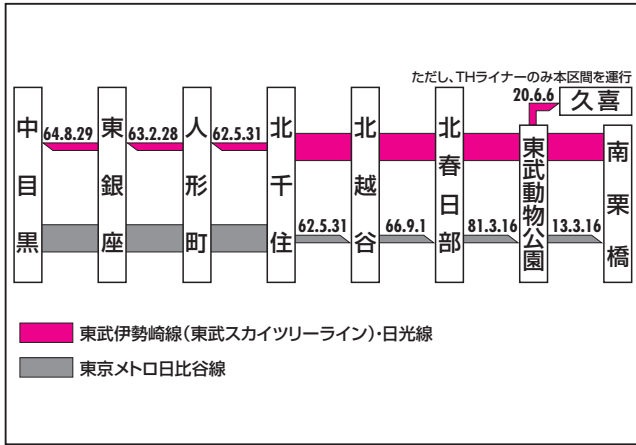 ただし、THライナーのみ本区間を運行
20.6.6
久喜
中目黒
64.8.29
東銀座
63.2.28
人形町
62.5.31
北千住
北越谷
北春日部
東武動物公園
南栗橋
62.5.31
66.9.1
81.3.16
13.3.16
東武伊勢崎線(東武スカイツリーライン)・日光線
東京メトロ日比谷線